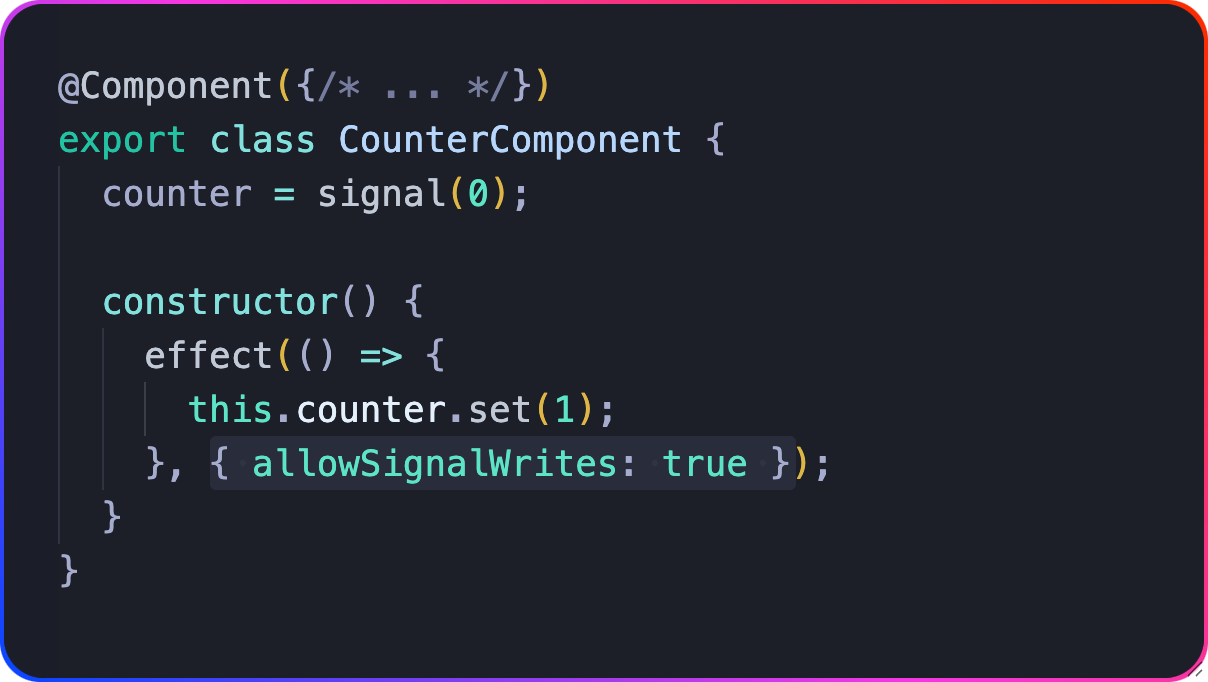 @Component({/* ... */})
export class CounterComponent {
  counter = signal(0);

  constructor() {
    effect(() => {
      this.counter.set(1);
    }, { allowSignalWrites: true });
  }
}